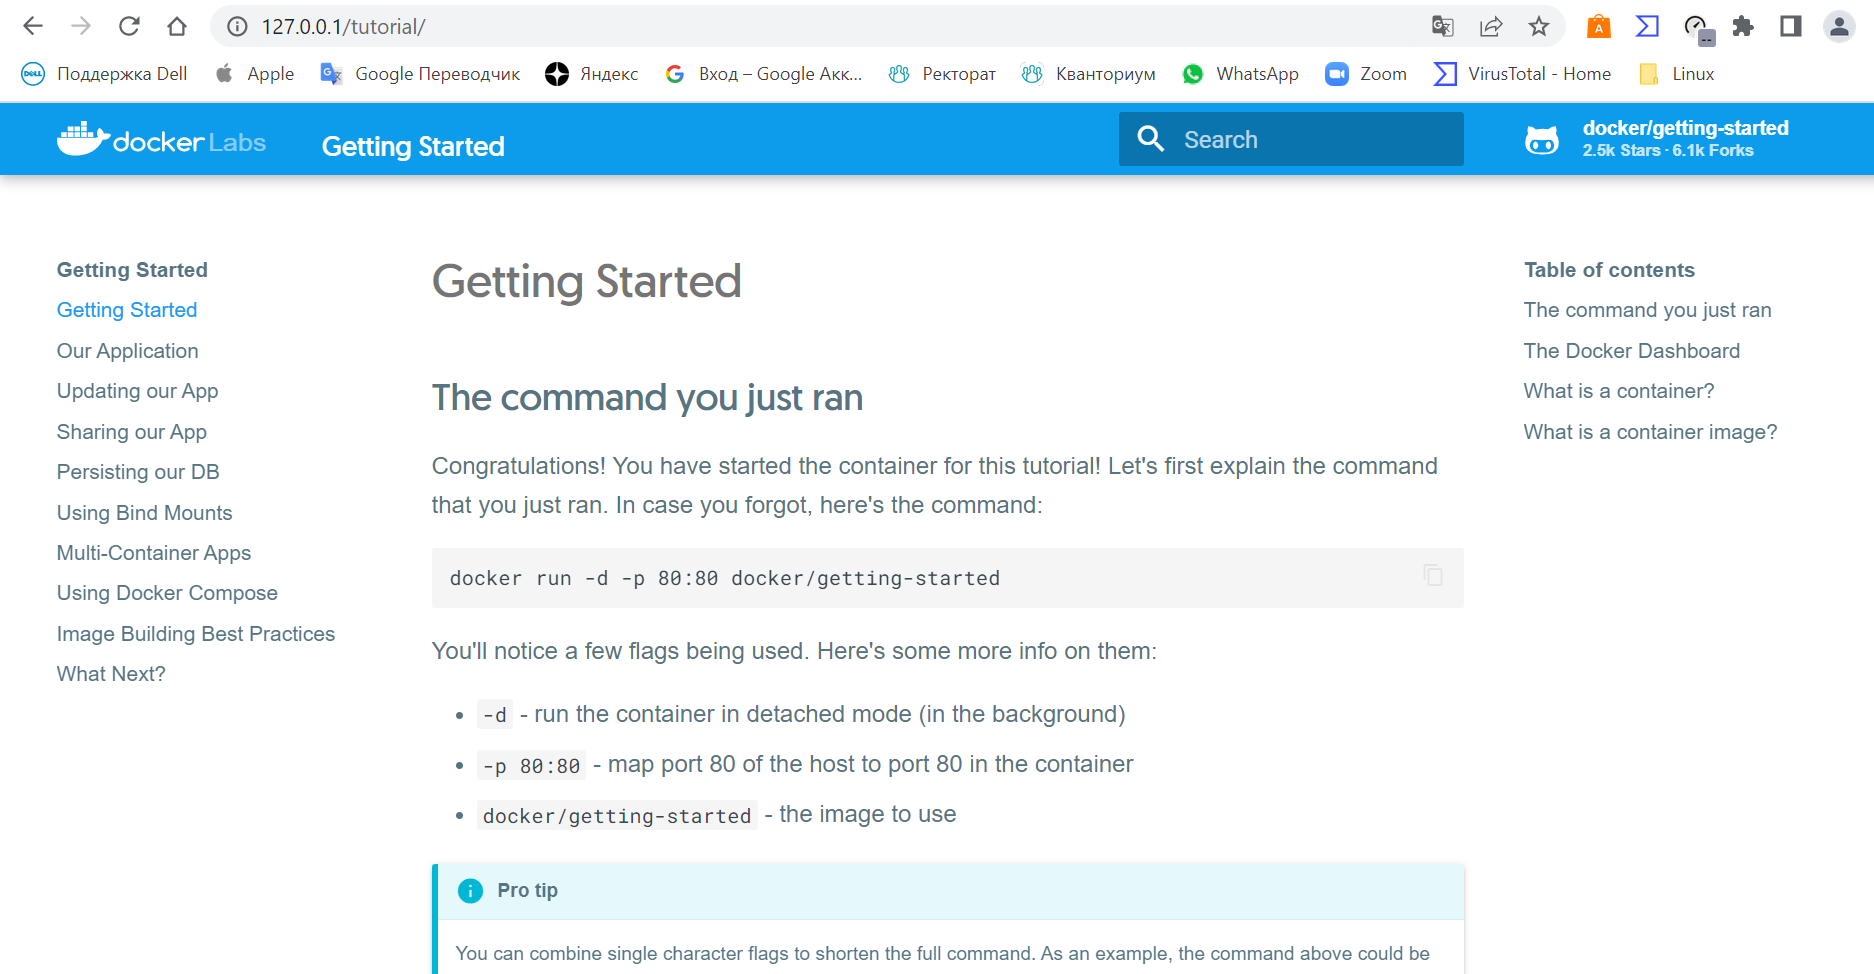 127.0.0.1/tutorial/
Поддержка Dell
Apple
Google Переводчик
Яндекс
Вход – Google Акк...
Ректорат
Кванториум
WhatsApp
Zoom
VirusTotal - Home
Linux
docker Labs
Getting Started
Search
docker/getting-started
2.5k Stars · 6.1k Forks
Getting Started
Getting Started
Our Application
Updating our App
Sharing our App
Persisting our DB
Using Bind Mounts
Multi-Container Apps
Using Docker Compose
Image Building Best Practices
What Next?
Getting Started
The command you just ran
Congratulations! You have started the container for this tutorial! Let's first explain the command
that you just ran. In case you forgot, here's the command:
docker run -d -p 80:80 docker/getting-started
You'll notice a few flags being used. Here's some more info on them:
-d - run the container in detached mode (in the background)
-p 80:80 - map port 80 of the host to port 80 in the container
docker/getting-started - the image to use
Pro tip
You can combine single character flags to shorten the full command. As an example, the command above could be
Table of contents
The command you just ran
The Docker Dashboard
What is a container?
What is a container image?